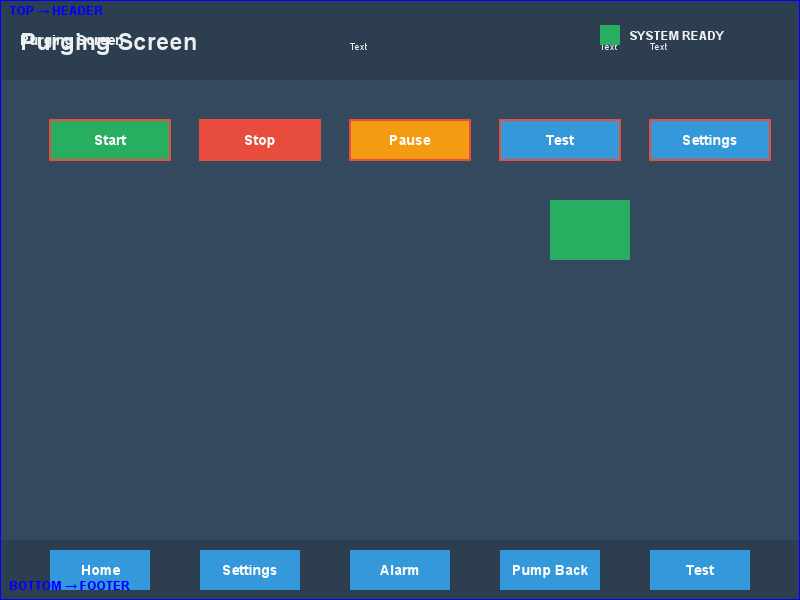 TOP → HEADER
Purging Screen
Purging Screen
Text
Text
Text
SYSTEM READY
Start
Stop
Pause
Test
Settings
Home
Settings
Alarm
Pump Back
Test
BOTTOM → FOOTER